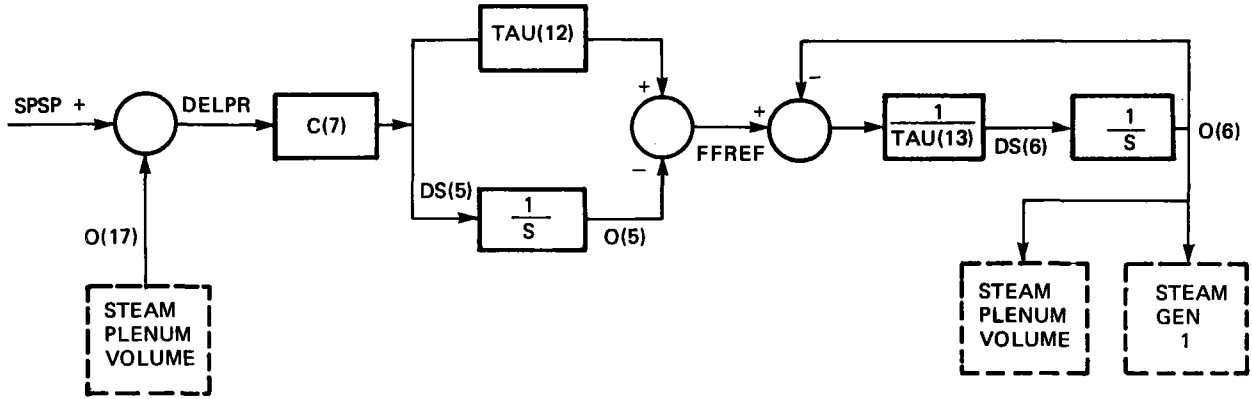 TAU(12)
SPSP +
DELPR
C(7)
+
-
+
-
FFREF
1
TAU(13)
DS(6)
1
S
O(6)
DS(5)
1
S
O(5)
O(17)
STEAM
PLENUM
VOLUME
STEAM
PLENUM
VOLUME
STEAM
GEN
1